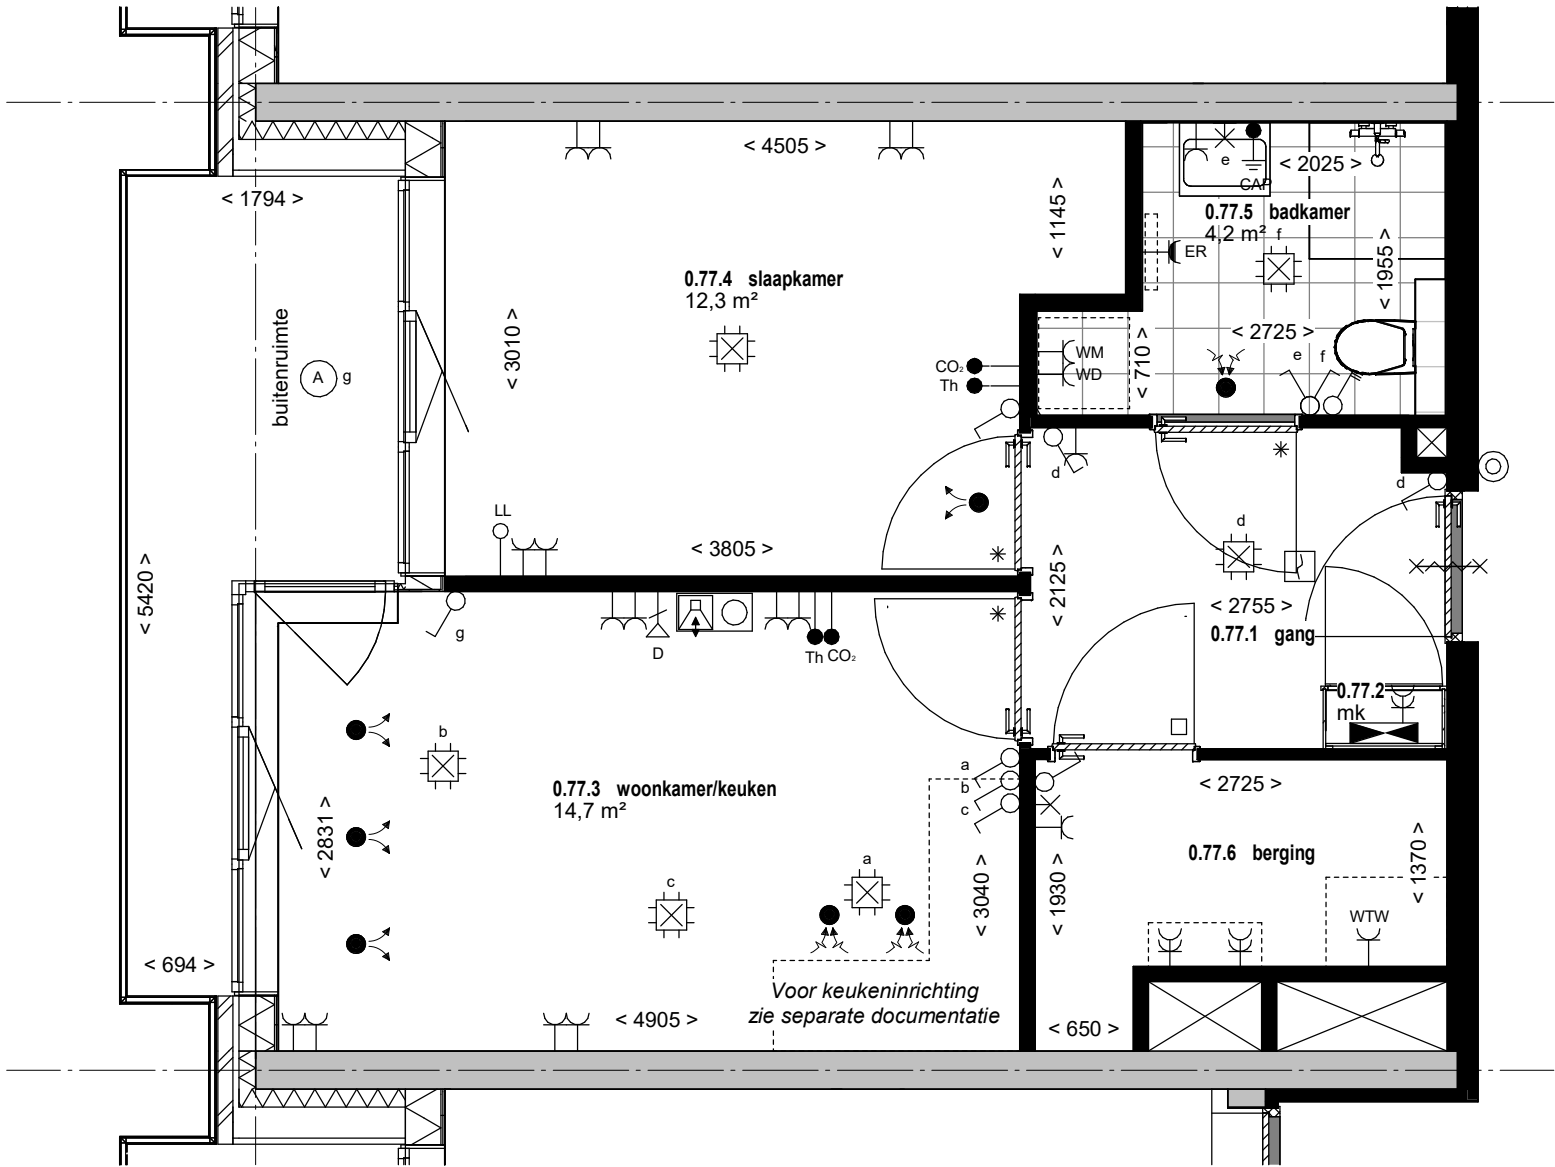 < 4505 >
< 1794 >
< 1145 >
e
CAP
< 2025 >
0.77.5 badkamer
4,2 m² f
ER
< 1955 >
0.77.4 slaapkamer
12,3 m²
buitenruimte
A g
< 3010 >
< 2725 >
CO₂
Th
WM
WD
< 710 >
e f
d
d
d
LL
< 3805 >
< 5420 >
< 2125 >
< 2755 >
0.77.1 gang
g
D
Th CO₂
0.77.2
mk
b
0.77.3 woonkamer/keuken
14,7 m²
a
b
c
< 2725 >
< 2831 >
0.77.6 berging
< 1370 >
a
c
< 3040 >
< 1930 >
WTW
< 694 >
Voor keukeninrichting
zie separate documentatie
< 4905 >
< 650 >